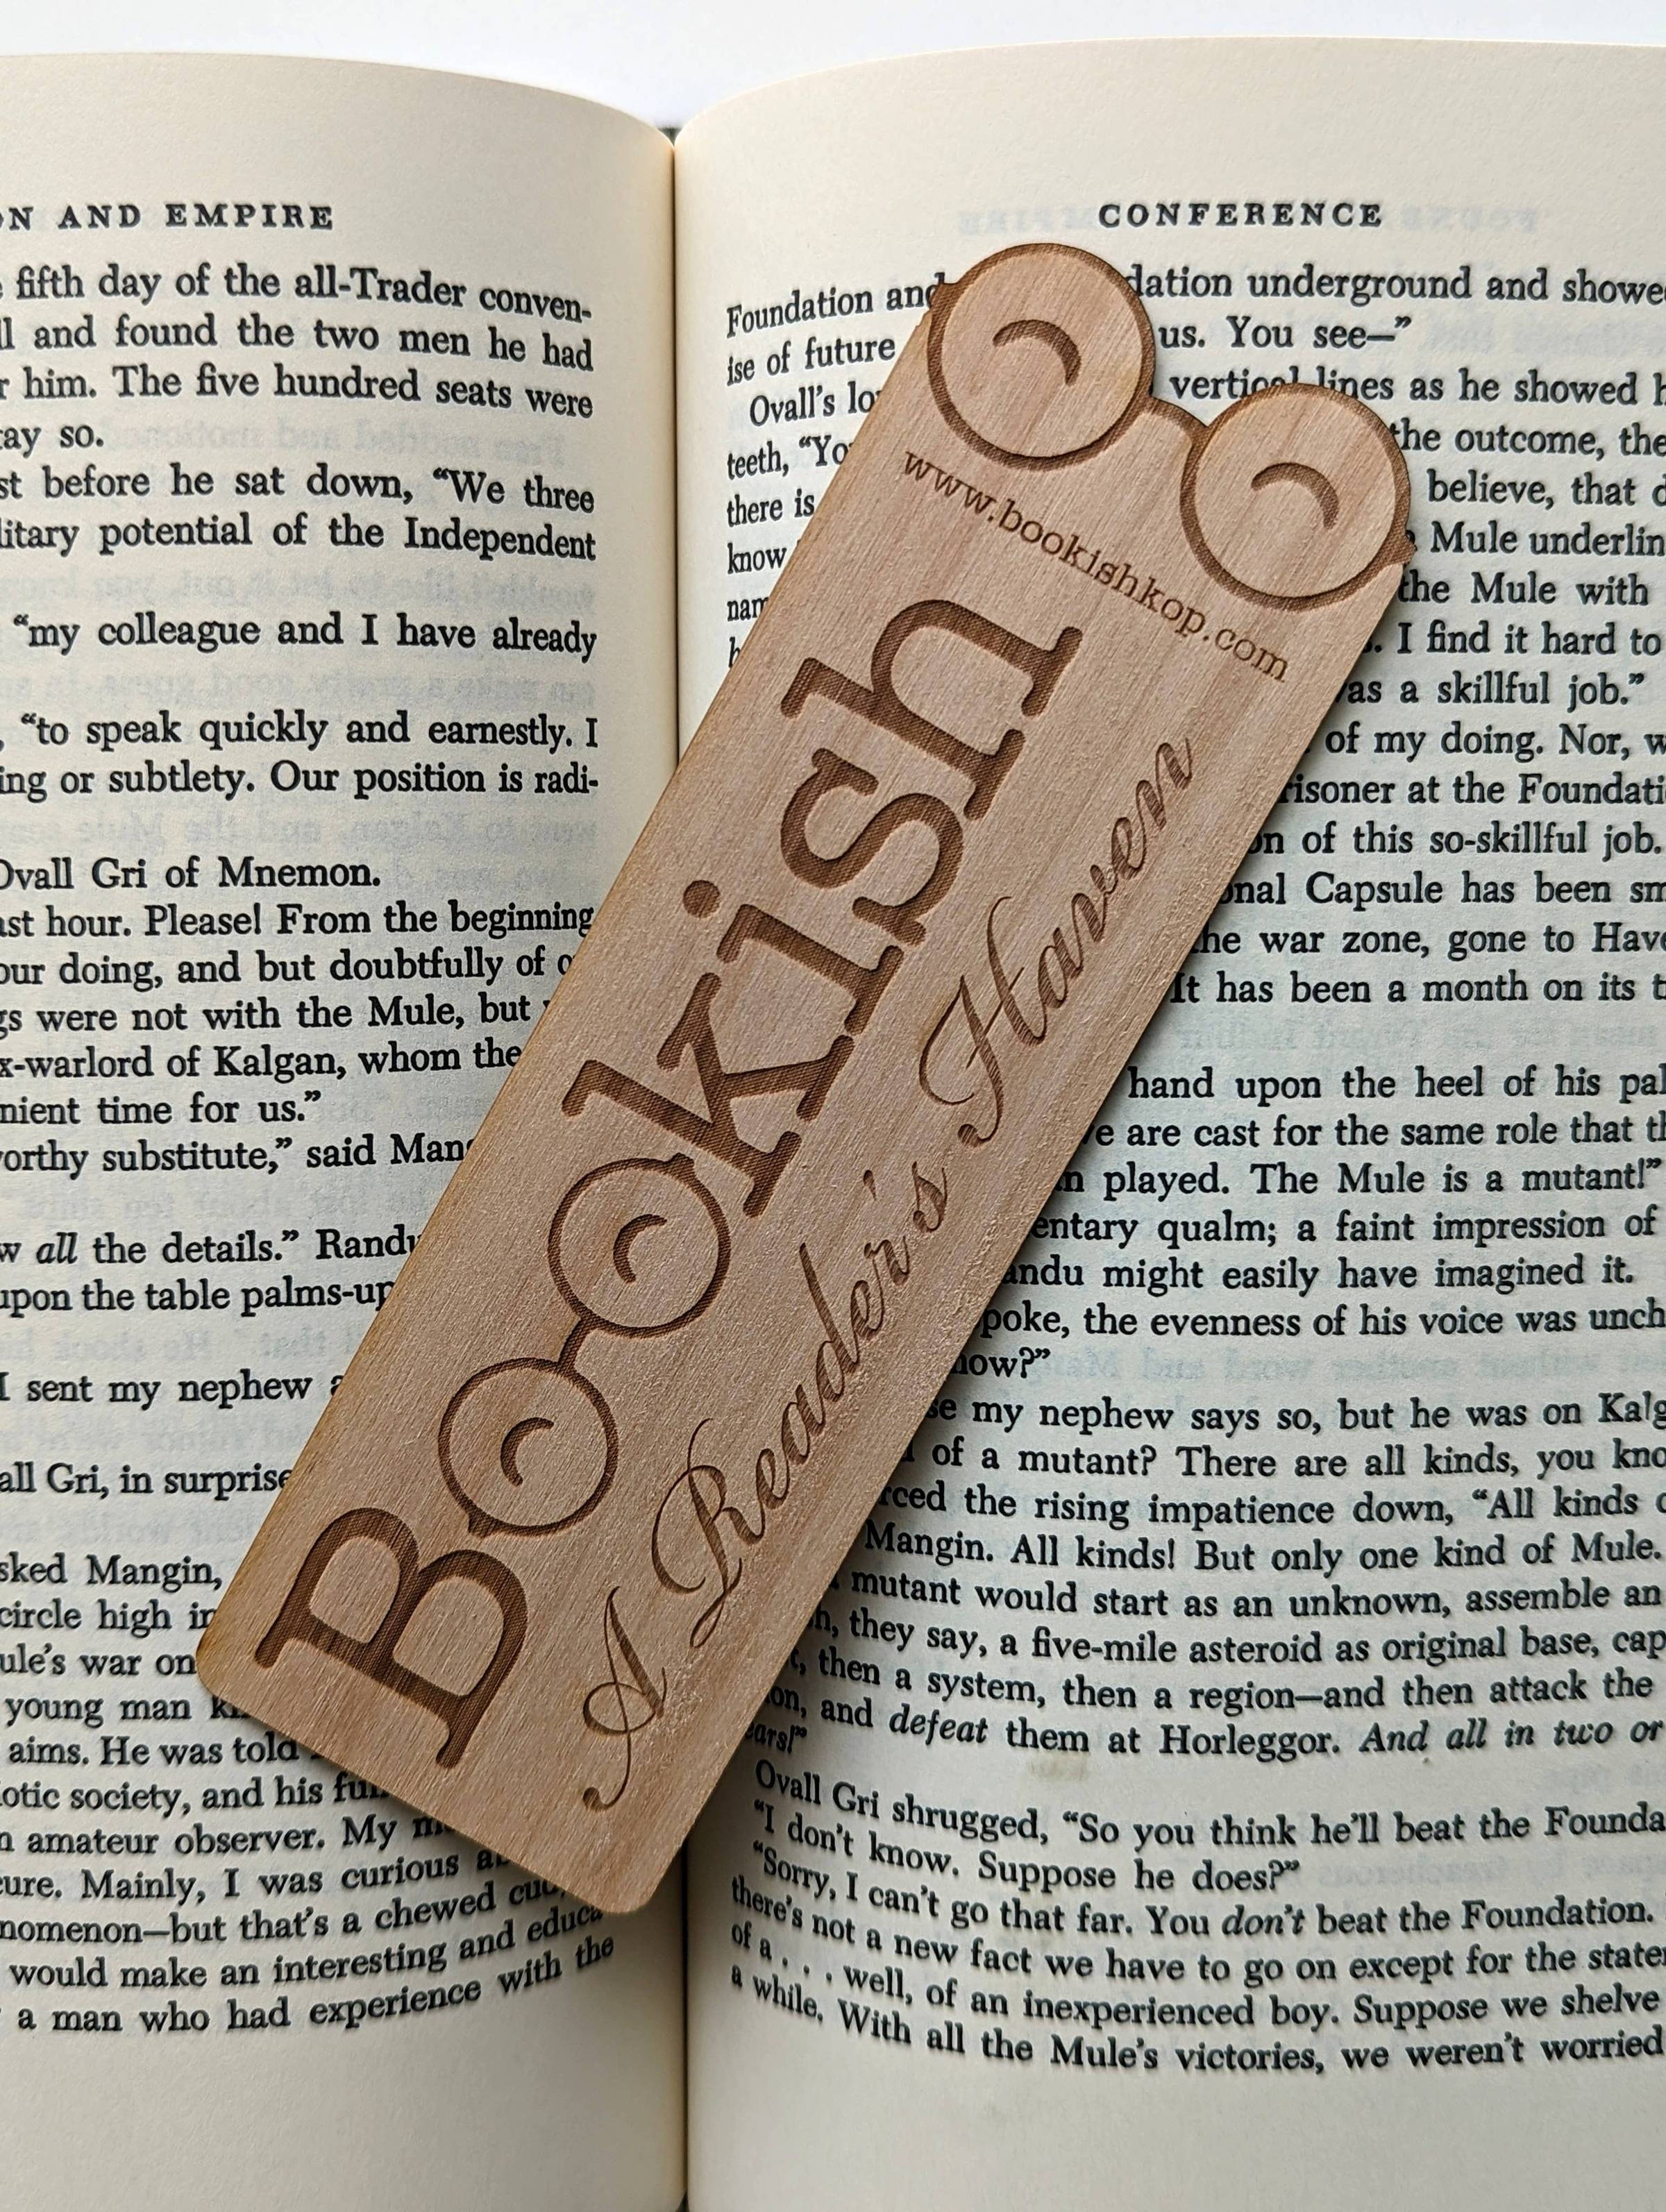 ON AND EMPIRE
fifth day of the all-Trader conven-
ll and found the two men he had
r him. The five hundred seats were
ay so.
st before he sat down, “We three
litary potential of the Independent
“my colleague and I have already
, “to speak quickly and earnestly. I
ing or subtlety. Our position is radi-
Ovall Gri of Mnemon.
ast hour. Please! From the beginning
our doing, and but doubtfully of
gs were not with the Mule, but
x-warlord of Kalgan, whom the
nient time for us.”
orthy substitute,” said Mang
w all the details.” Randu
upon the table palms-up
I sent my nephew
all Gri, in surprise
sked Mangin,
circle high in
ule’s war on
young man
aims. He was told
otic society, and his
n amateur observer. My
ure. Mainly, I was curious
nomenon—but that’s a chewed cud,
would make an interesting and educa
a man who had experience with the
www.bookishkop.com
Bookish
A Reader’s Haven
CONFERENCE
Foundation and dation underground and showe
ise of future us. You see—”
Ovall’s lo vertical lines as he showed h
teeth, “Yo the outcome, the
there is believe, that d
know Mule underlin
nam the Mule with
h . I find it hard to
as a skillful job.”
of my doing. Nor, w
risoner at the Foundati
on of this so-skillful job.
onal Capsule has been sm
he war zone, gone to Have
It has been a month on its
hand upon the heel of his pal
e are cast for the same role that th
n played. The Mule is a mutant!”
entary qualm; a faint impression of
andu might easily have imagined it.
poke, the evenness of his voice was unch
now?”
se my nephew says so, but he was on Kalg
of a mutant? There are all kinds, you kno
rced the rising impatience down, “All kinds o
Mangin. All kinds! But only one kind of Mule.
mutant would start as an unknown, assemble an
h, they say, a five-mile asteroid as original base, cap
t, then a system, then a region—and then attack the
on, and defeat them at Horleggor. And all in two or
ears!”
Ovall Gri shrugged, “So you think he’ll beat the Founda
“I don’t know. Suppose he does?”
“Sorry, I can’t go that far. You don’t beat the Foundation.
there’s not a new fact we have to go on except for the state
of a . . . well, of an inexperienced boy. Suppose we shelve
a while. With all the Mule’s victories, we weren’t worried